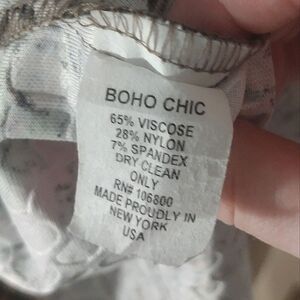 BOHO CHIC
65% VISCOSE
28% NYLON
7% SPANDEX
DRY CLEAN
ONLY
RN# 106800
MADE PROUDLY IN
NEW YORK
USA